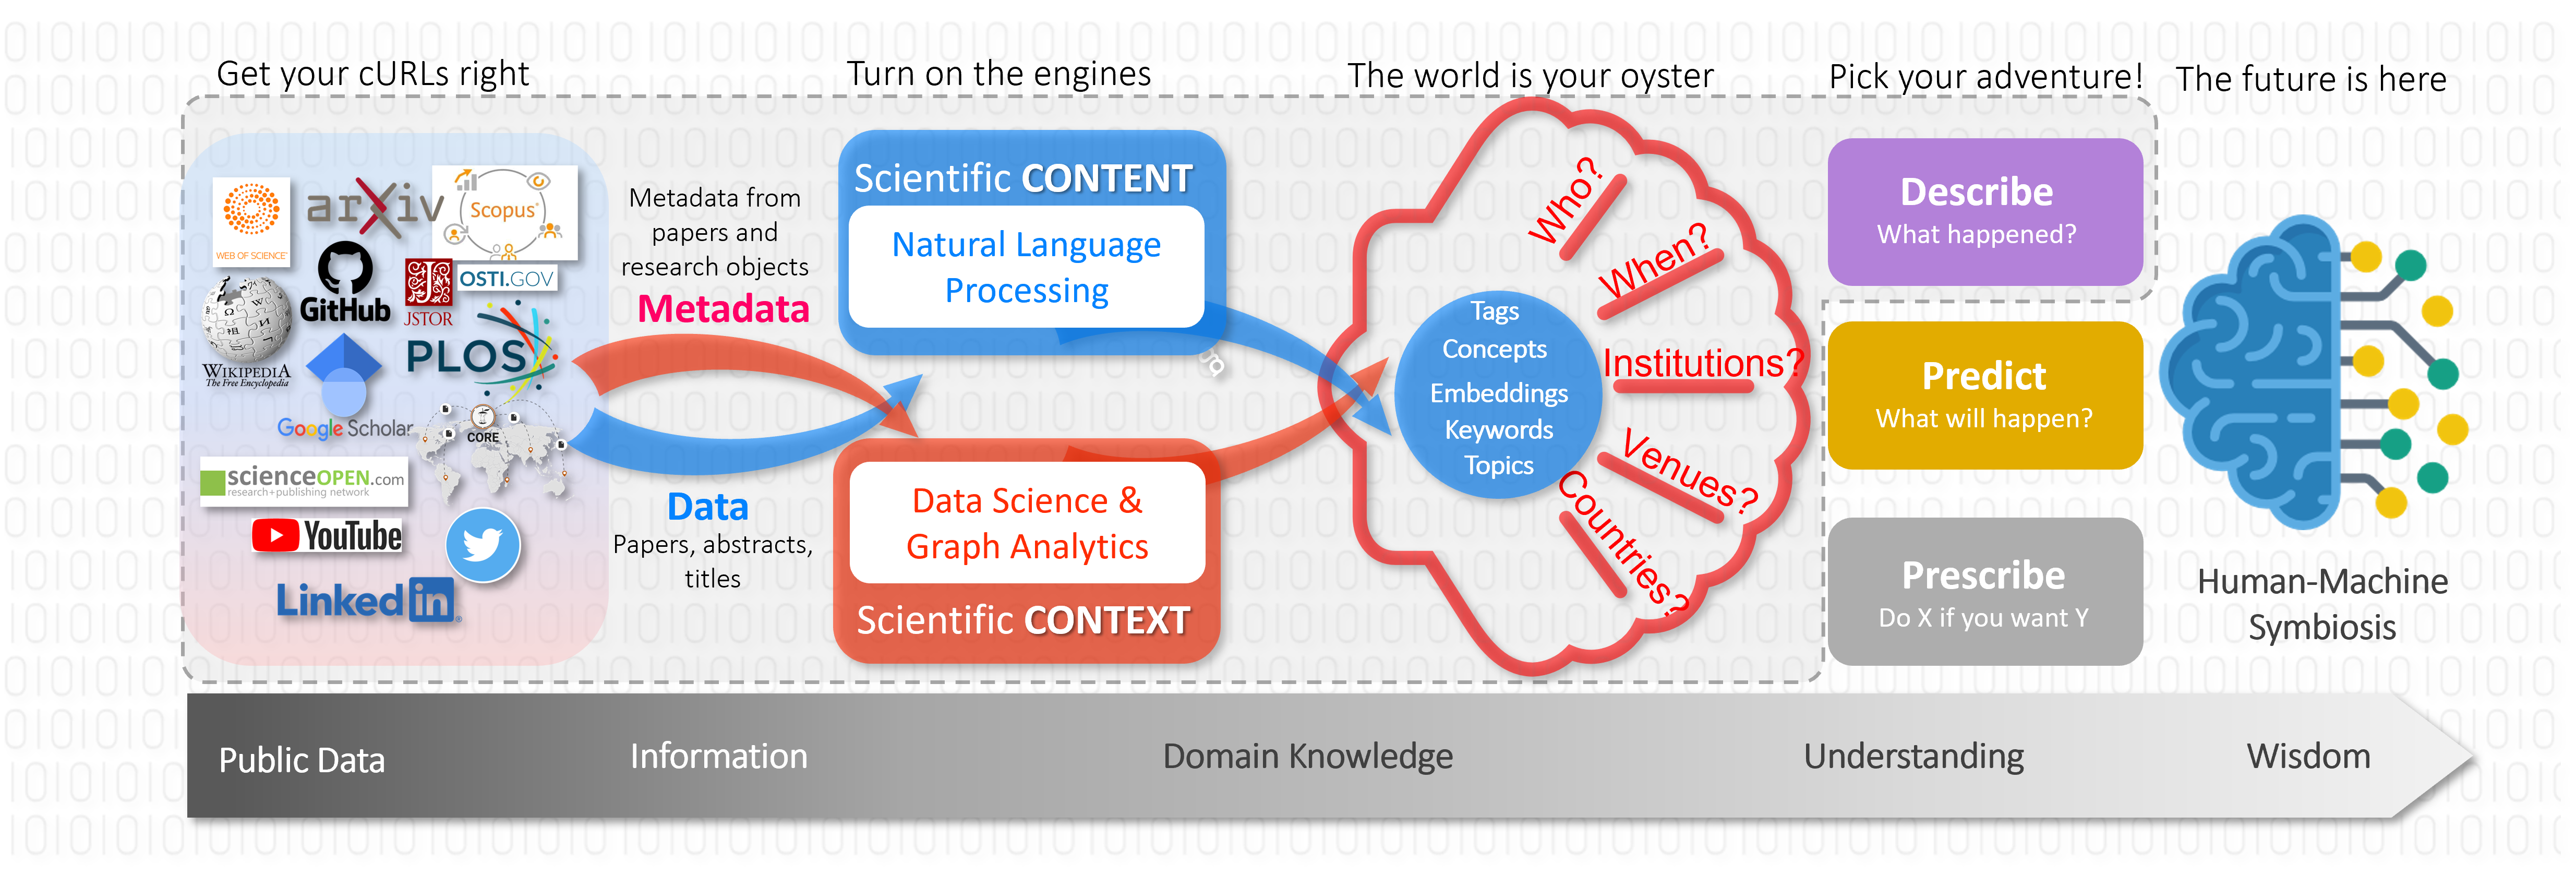 Get your cURLs right
Turn on the engines
The world is your oyster
Pick your adventure!
The future is here
WEB OF SCIENCE
arXiv
Scopus
GitHub
JSTOR
OSTI.GOV
WIKIPEDIA
The Free Encyclopedia
PLOS
Google Scholar
CORE
scienceOPEN.com
research+publishing network
YouTube
Linked in
Metadata from
papers and
research objects
Metadata
Data
Papers, abstracts,
titles
Scientific CONTENT
Natural Language
Processing
Data Science &
Graph Analytics
Scientific CONTEXT
Tags
Concepts
Embeddings
Keywords
Topics
Who?
When?
Institutions?
Venues?
Countries?
Describe
What happened?
Predict
What will happen?
Prescribe
Do X if you want Y
Human-Machine
Symbiosis
Public Data
Information
Domain Knowledge
Understanding
Wisdom